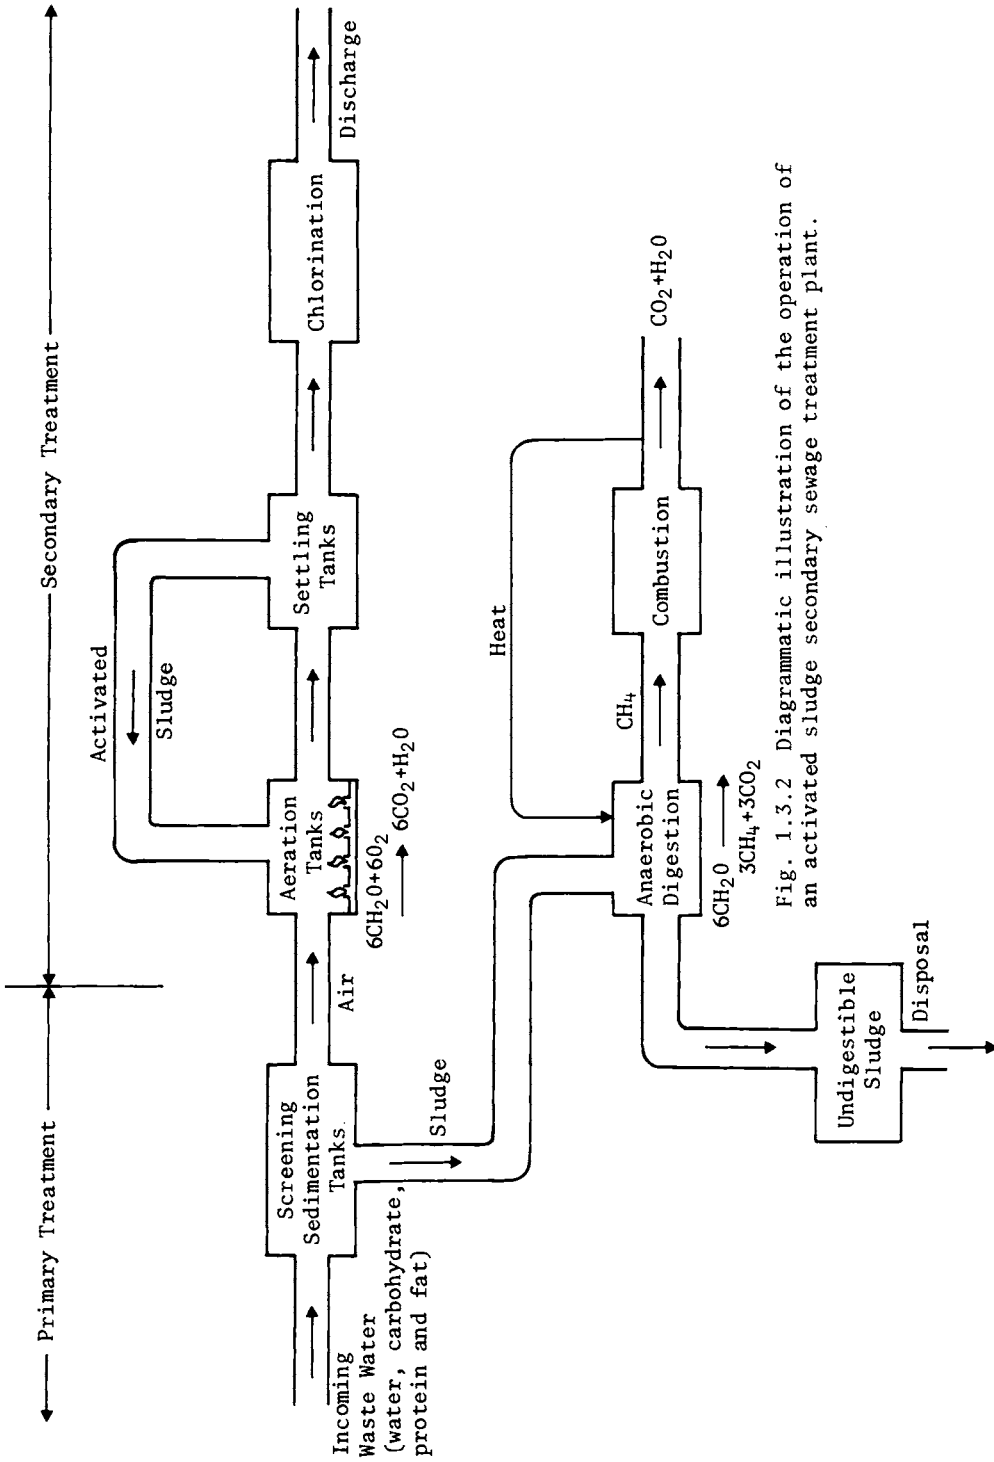 Primary Treatment
Secondary Treatment
Activated
Sludge
Incoming
Waste Water
(water, carbohydrate,
protein and fat)
Screening
Sedimentation
Tanks
Air
Aeration
Tanks
6CH2O+6O2
6CO2+H2O
Settling
Tanks
Chlorination
Discharge
Sludge
Heat
Anaerobic
Digestion
6CH2O
3CH4+3CO2
CH4
Combustion
CO2+H2O
Undigestible
Sludge
Disposal
Fig. 1.3.2 Diagrammatic illustration of the operation of
an activated sludge secondary sewage treatment plant.